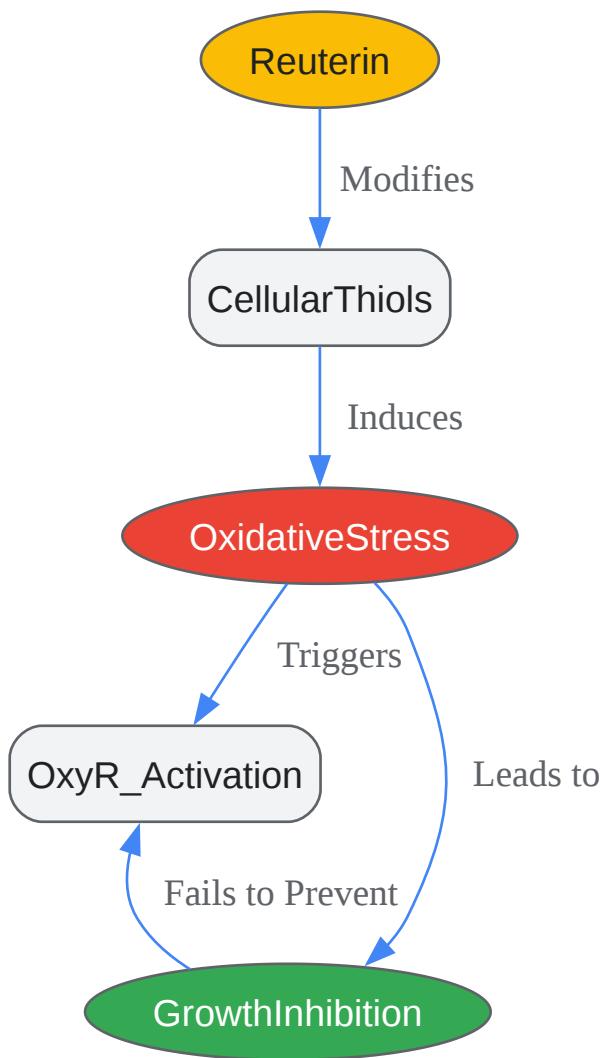 Reuterin
Modifies
CellularThiols
Induces
OxidativeStress
Triggers
OxyR_Activation
Leads to
Fails to Prevent
GrowthInhibition